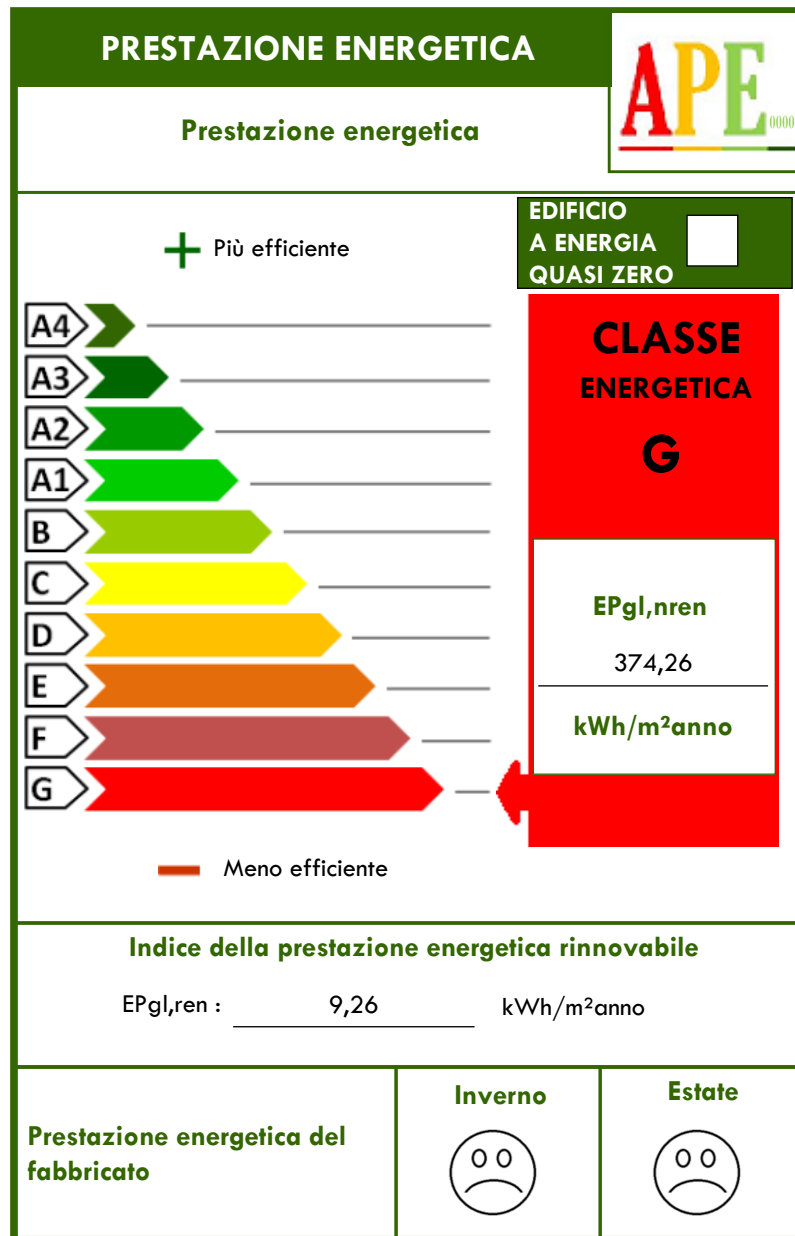 PRESTAZIONE ENERGETICA
APE 0000
Prestazione energetica
EDIFICIO
A ENERGIA
QUASI ZERO
+ Più efficiente
A4
A3
A2
A1
B
C
D
E
F
G
CLASSE
ENERGETICA
G
EPgl,nren
374,26
kWh/m²anno
Meno efficiente
Indice della prestazione energetica rinnovabile
EPgl,ren : 9,26 kWh/m²anno
Prestazione energetica del
fabbricato
Inverno
Estate